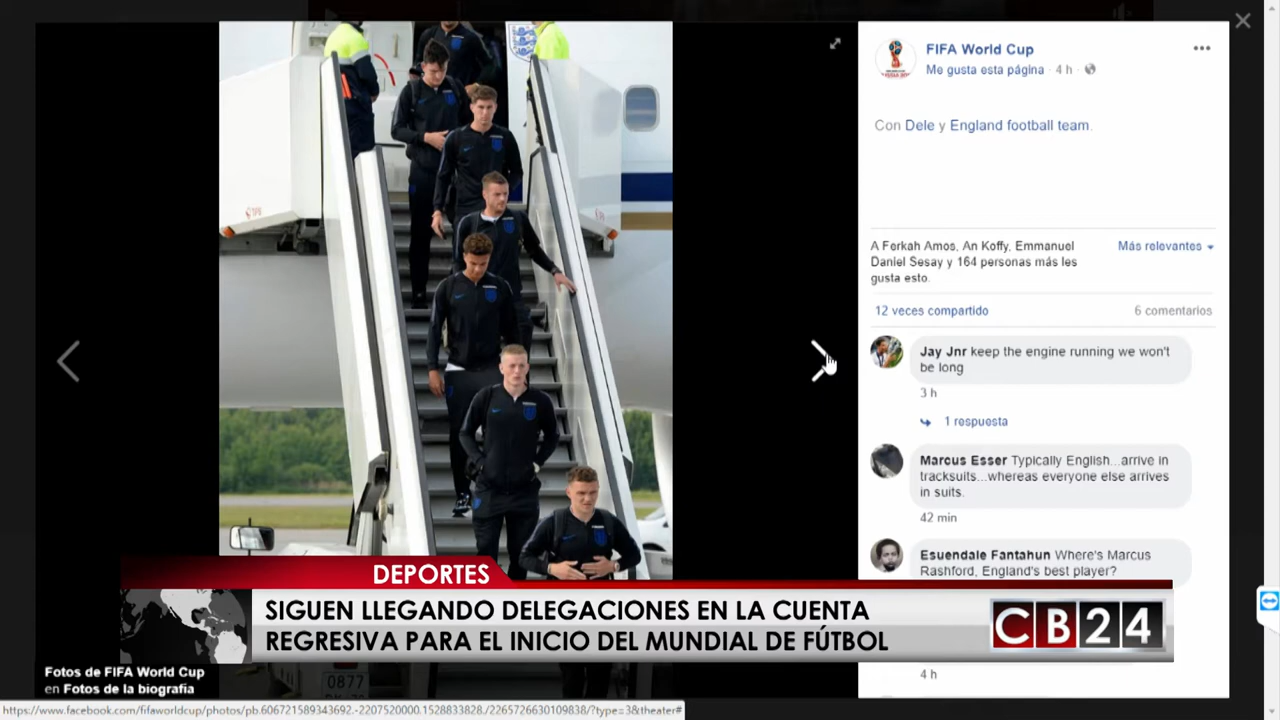 FIFA World Cup
Me gusta esta página · 4 h ·
Con Dele y England football team.
A Ferkah Amos, An Koffy, Emmanuel
Daniel Sesay y 164 personas más les
gusta esto.
Más relevantes
12 veces compartido
6 comentarios
Jay Jnr keep the engine running we won't
be long
3 h
1 respuesta
Marcus Esser Typically English...arrive in
tracksuits...whereas everyone else arrives
in suits.
42 min
Esuendale Fantahun Where's Marcus
Rashford, England's best player?
4 h
DEPORTES
SIGUEN LLEGANDO DELEGACIONES EN LA CUENTA
REGRESIVA PARA EL INICIO DEL MUNDIAL DE FÚTBOL
CB24
Fotos de FIFA World Cup
en Fotos de la biografía
0877
https://www.facebook.com/fifaworldcup/photos/pb.606721589343692.-2207520000.1528833828./2265726630109838/?type=3&theater#